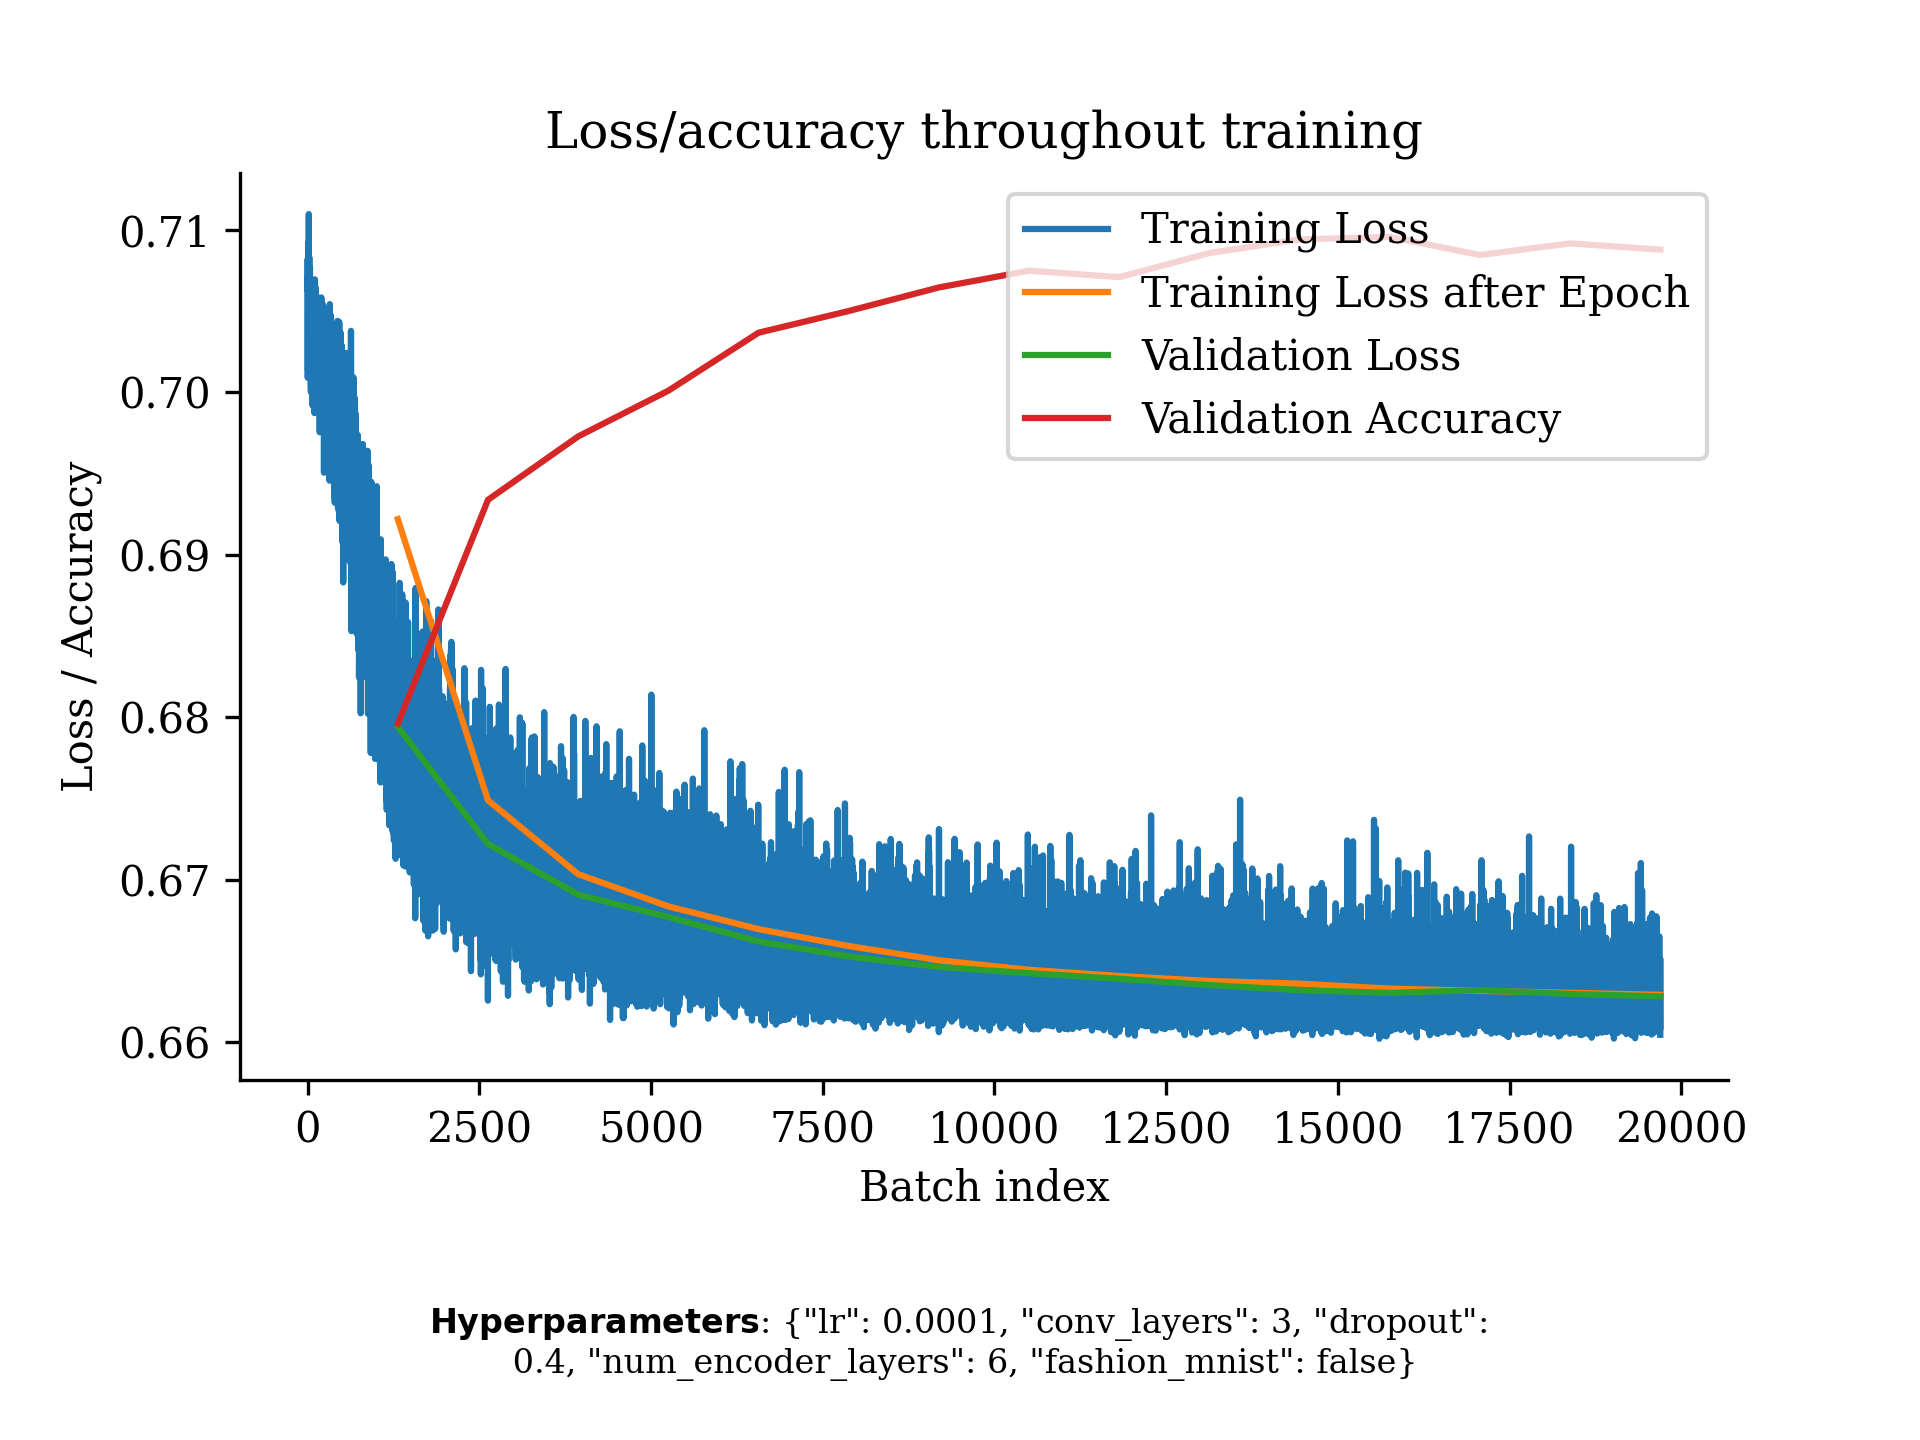 Loss/accuracy throughout training
0.71
0.70
0.69
0.68
0.67
0.66
Loss / Accuracy
Training Loss
Training Loss after Epoch
Validation Loss
Validation Accuracy
0 2500 5000 7500 10000 12500 15000 17500 20000
Batch index
Hyperparameters: {"lr": 0.0001, "conv_layers": 3, "dropout":
0.4, "num_encoder_layers": 6, "fashion_mnist": false}